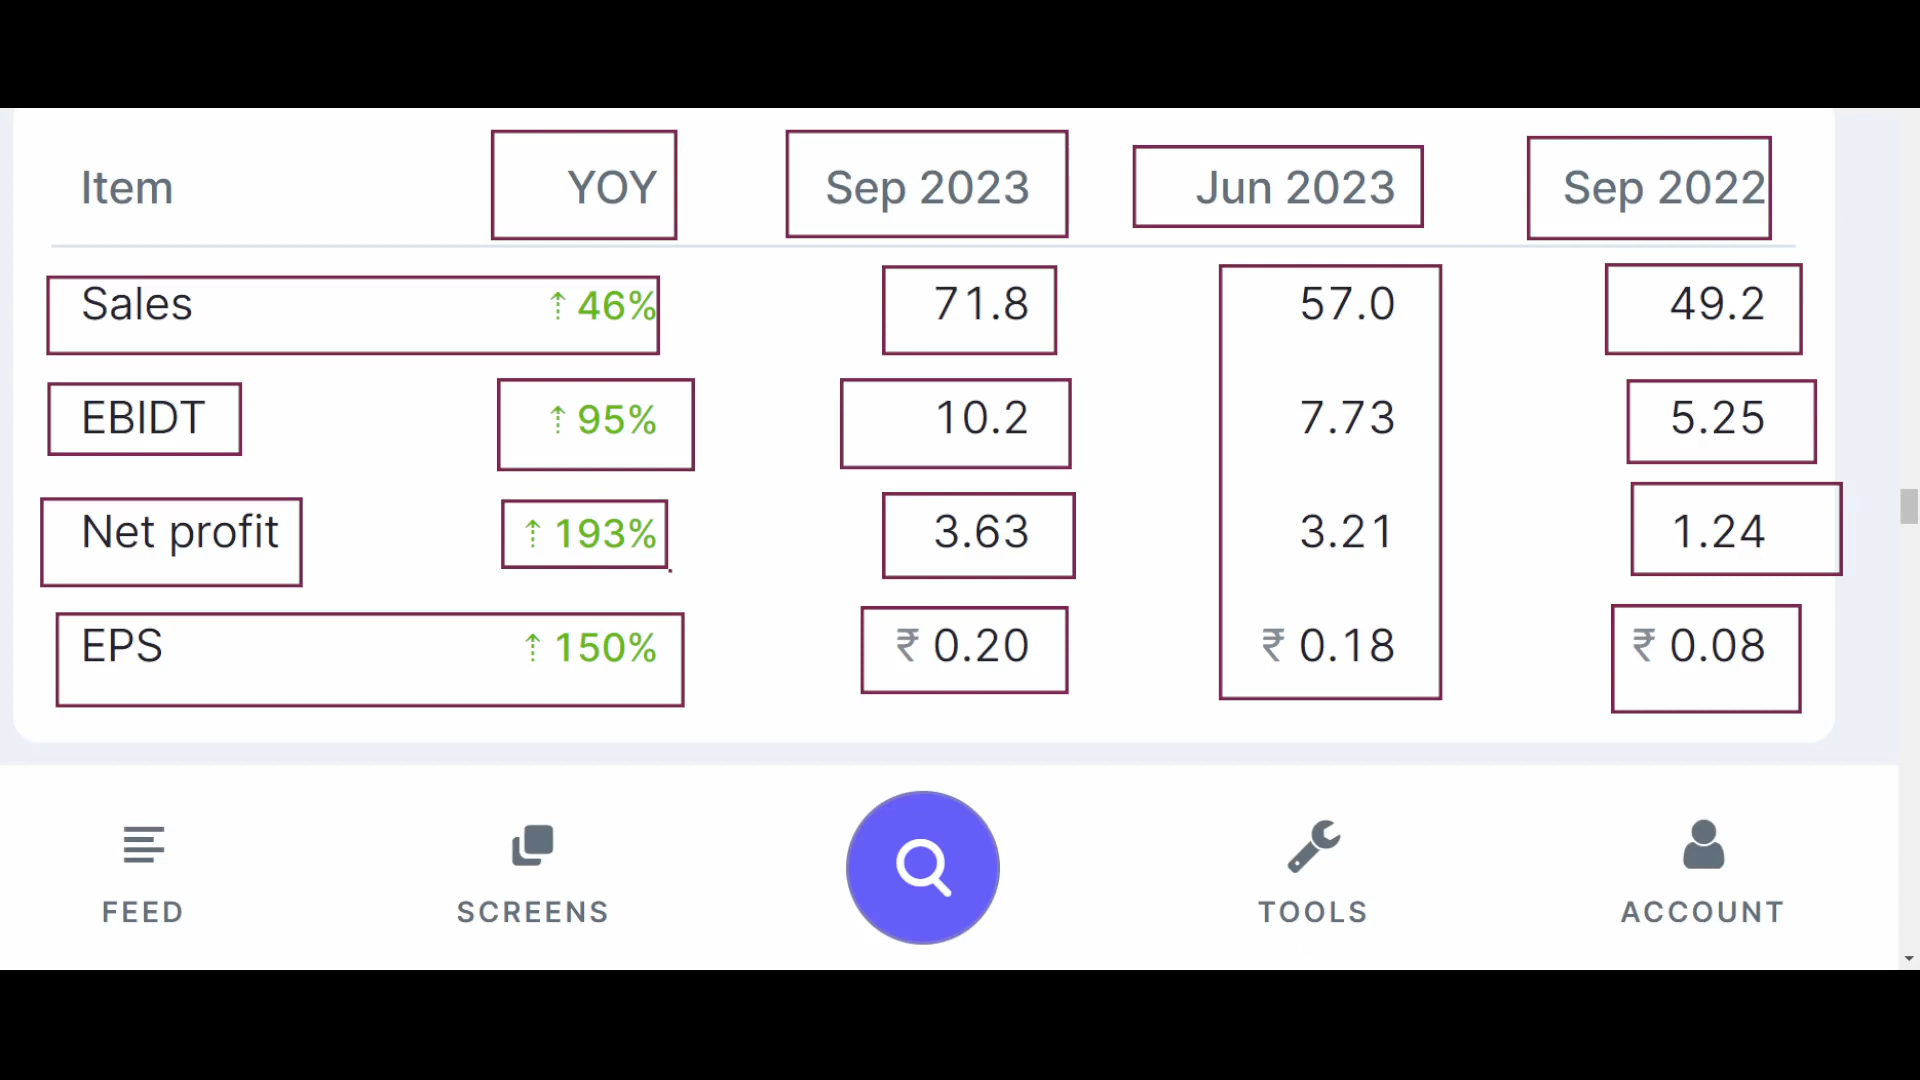 Item YOY Sep 2023 Jun 2023 Sep 2022
Sales ⇡ 46% 71.8 57.0 49.2
EBIDT ⇡ 95% 10.2 7.73 5.25
Net profit ⇡ 193% 3.63 3.21 1.24
EPS ⇡ 150% ₹ 0.20 ₹ 0.18 ₹ 0.08
FEED SCREENS TOOLS ACCOUNT